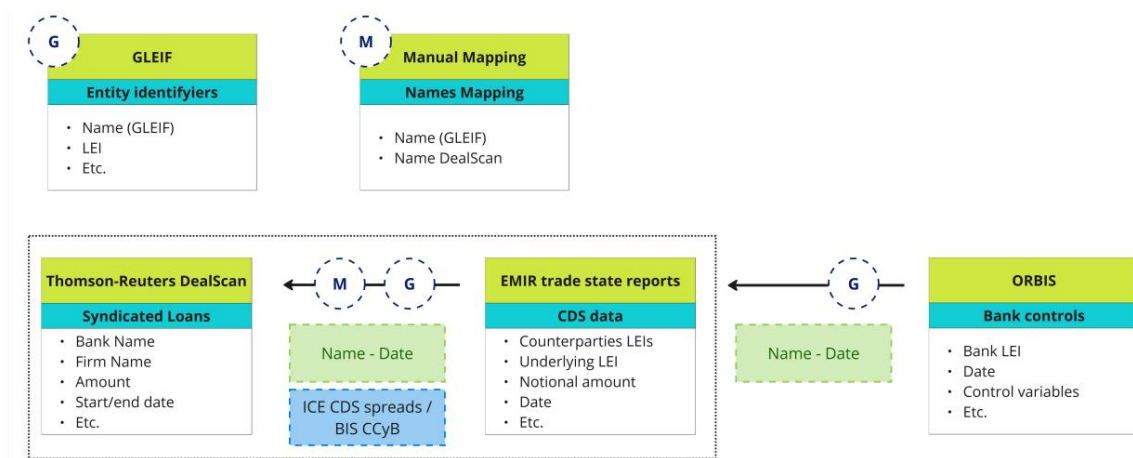 G
GLEIF
Entity identifyiers
• Name (GLEIF)
• LEI
• Etc.
M
Manual Mapping
Names Mapping
• Name (GLEIF)
• Name DealScan
Thomson-Reuters DealScan
Syndicated Loans
• Bank Name
• Firm Name
• Amount
• Start/end date
• Etc.
M
G
Name - Date
ICE CDS spreads /
BIS CCyB
EMIR trade state reports
CDS data
• Counterparties LEIs
• Underlying LEI
• Notional amount
• Date
• Etc.
G
Name - Date
ORBIS
Bank controls
• Bank LEI
• Date
• Control variables
• Etc.